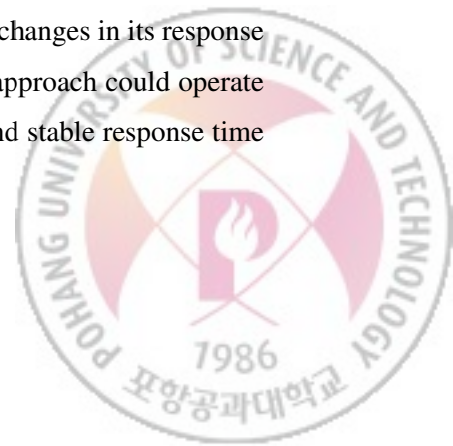 changes in its response
approach could operate
nd stable response time
POHANG UNIVERSITY OF SCIENCE AND TECHNOLOGY
1986
포항공과대학교